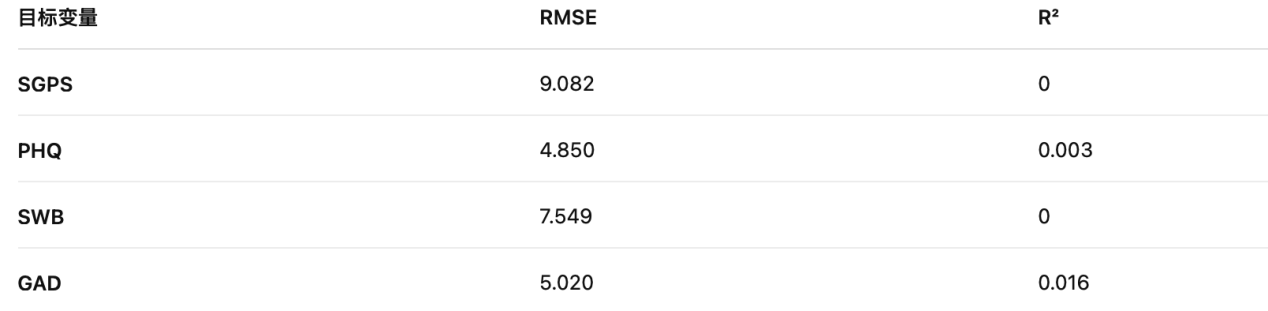 目标变量 RMSE R²
SGPS 9.082 0
PHQ 4.850 0.003
SWB 7.549 0
GAD 5.020 0.016